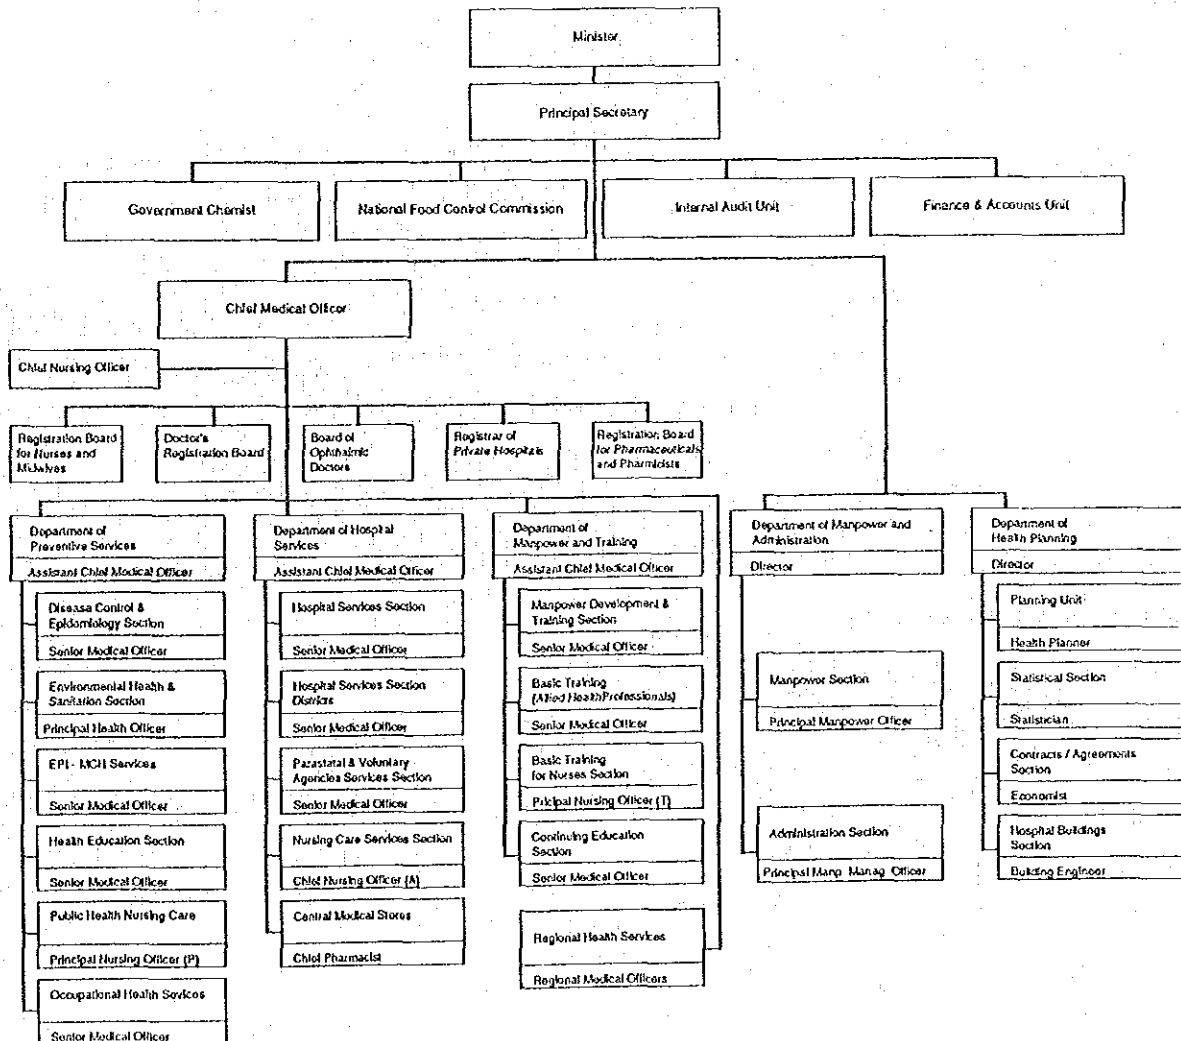 Minister
Principal Secretary
Government Chemist
National Food Control Commission
Internal Audit Unit
Finance & Accounts Unit
Chief Medical Officer
Chief Nursing Officer
Registration Board
for Nurses and
Midwives
Doctor's
Registration Board
Board of
Ophthalmic
Doctors
Registrar of
Private Hospitals
Registration Board
for Pharmaceuticals
and Pharmicists
Department of
Preventive Services
Assistant Chief Medical Officer
Disease Control &
Epidomiology Section
Senior Medical Officer
Environmental Health &
Sanitation Section
Principal Health Officer
EPI - MCH Services
Senior Medical Officer
Health Education Section
Senior Medical Officer
Public Health Nursing Care
Principal Nursing Officer (P)
Occupational Health Sovices
Senior Medical Officer
Department of Hospital
Services
Assistant Chief Medical Officer
Hospital Services Section
Senior Medical Officer
Hospital Services Section
Districts
Senior Medical Officer
Parastatal & Voluntary
Agencies Services Section
Senior Medical Officer
Nursing Care Services Section
Chief Nursing Officer (A)
Central Medical Stores
Chief Pharmacist
Department of
Manpower and Training
Assistant Chief Medical Officer
Manpower Development &
Training Section
Senior Medical Officer
Basic Training
(Allied HealthProfessionals)
Senior Medical Officer
Basic Training
for Nurses Section
Pricipal Nursing Officer (T)
Continuing Education
Section
Senior Medical Officer
Regional Health Services
Regional Medical Officers
Department of Manpower and
Administration
Director
Manpower Section
Principal Manpower Officer
Administration Section
Principal Manp. Manag. Officer
Department of
Health Planning
Director
Planning Unit
Health Planner
Statistical Section
Statistician
Contracts / Agreements
Section
Economist
Hospital Buildings
Section
Building Engineer